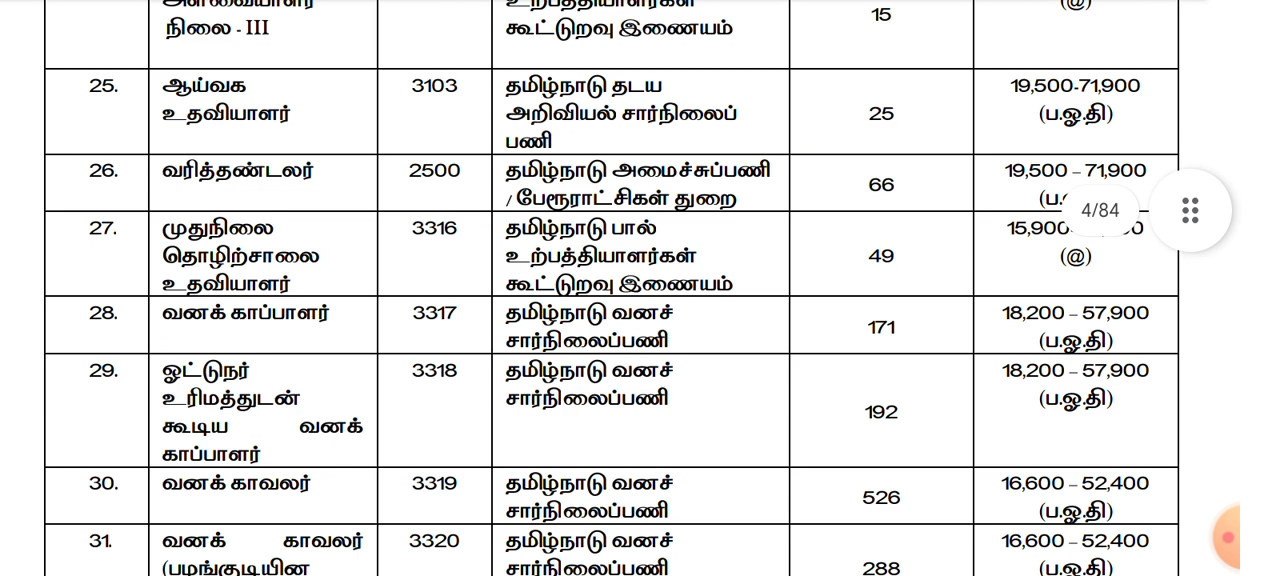 நிலை - III
கூட்டுறவு இணையம்
15
(@)
25. ஆய்வக உதவியாளர் 3103 தமிழ்நாடு தடய அறிவியல் சார்நிலைப் பணி 25 19,500-71,900 (ப.ஓ.தி)
26. வரித்தண்டலர் 2500 தமிழ்நாடு அமைச்சுப்பணி / பேரூராட்சிகள் துறை 66 19,500 – 71,900
4/84
27. முதுநிலை தொழிற்சாலை உதவியாளர் 3316 தமிழ்நாடு பால் உற்பத்தியாளர்கள் கூட்டுறவு இணையம் 49 (@)
28. வனக் காப்பாளர் 3317 தமிழ்நாடு வனச் சார்நிலைப்பணி 171 18,200 – 57,900 (ப.ஓ.தி)
29. ஓட்டுநர் உரிமத்துடன் கூடிய வனக் காப்பாளர் 3318 தமிழ்நாடு வனச் சார்நிலைப்பணி 192 18,200 – 57,900 (ப.ஓ.தி)
30. வனக் காவலர் 3319 தமிழ்நாடு வனச் சார்நிலைப்பணி 526 16,600 – 52,400 (ப.ஓ.தி)
31. வனக் காவலர் (பழங்குடியின 3320 தமிழ்நாடு வனச் சார்நிலைப்பணி 288 16,600 – 52,400 (ப.ஓ.தி)